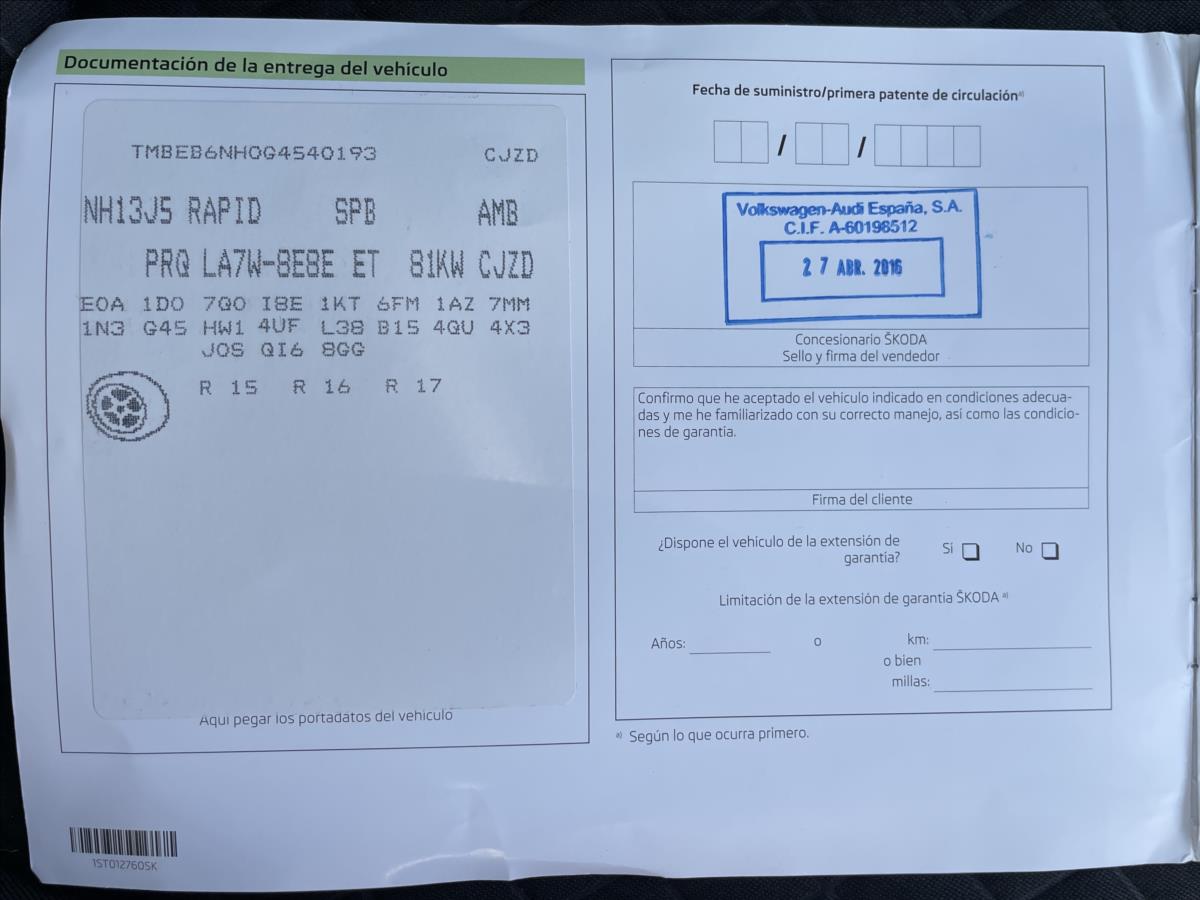 Documentación de la entrega del vehículo
TMBEB6NH0G4540193 CJZD
NH13J5 RAPID SPB AMB
PRQ LA7W-8E8E ET 81KW CJZD
E0A 1D0 7Q0 I8E 1KT 6FM 1AZ 7MM
1N3 G45 HW1 4UF L38 B15 4QU 4X3
J0S QI6 8GG
R 15 R 16 R 17
Aquí pegar los portadatos del vehículo
1ST012760SK
Fecha de suministro/primera patente de circulación a)
/ /
Volkswagen-Audi España, S.A.
C.I.F. A-60198512
27 ABR. 2016
Concesionario ŠKODA
Sello y firma del vendedor
Confirmo que he aceptado el vehículo indicado en condiciones adecua-
das y me he familiarizado con su correcto manejo, así como las condicio-
nes de garantía.
Firma del cliente
¿Dispone el vehículo de la extensión de
garantía?
Sí No
Limitación de la extensión de garantía ŠKODA a)
Años: o km:
o bien
millas:
a) Según lo que ocurra primero.